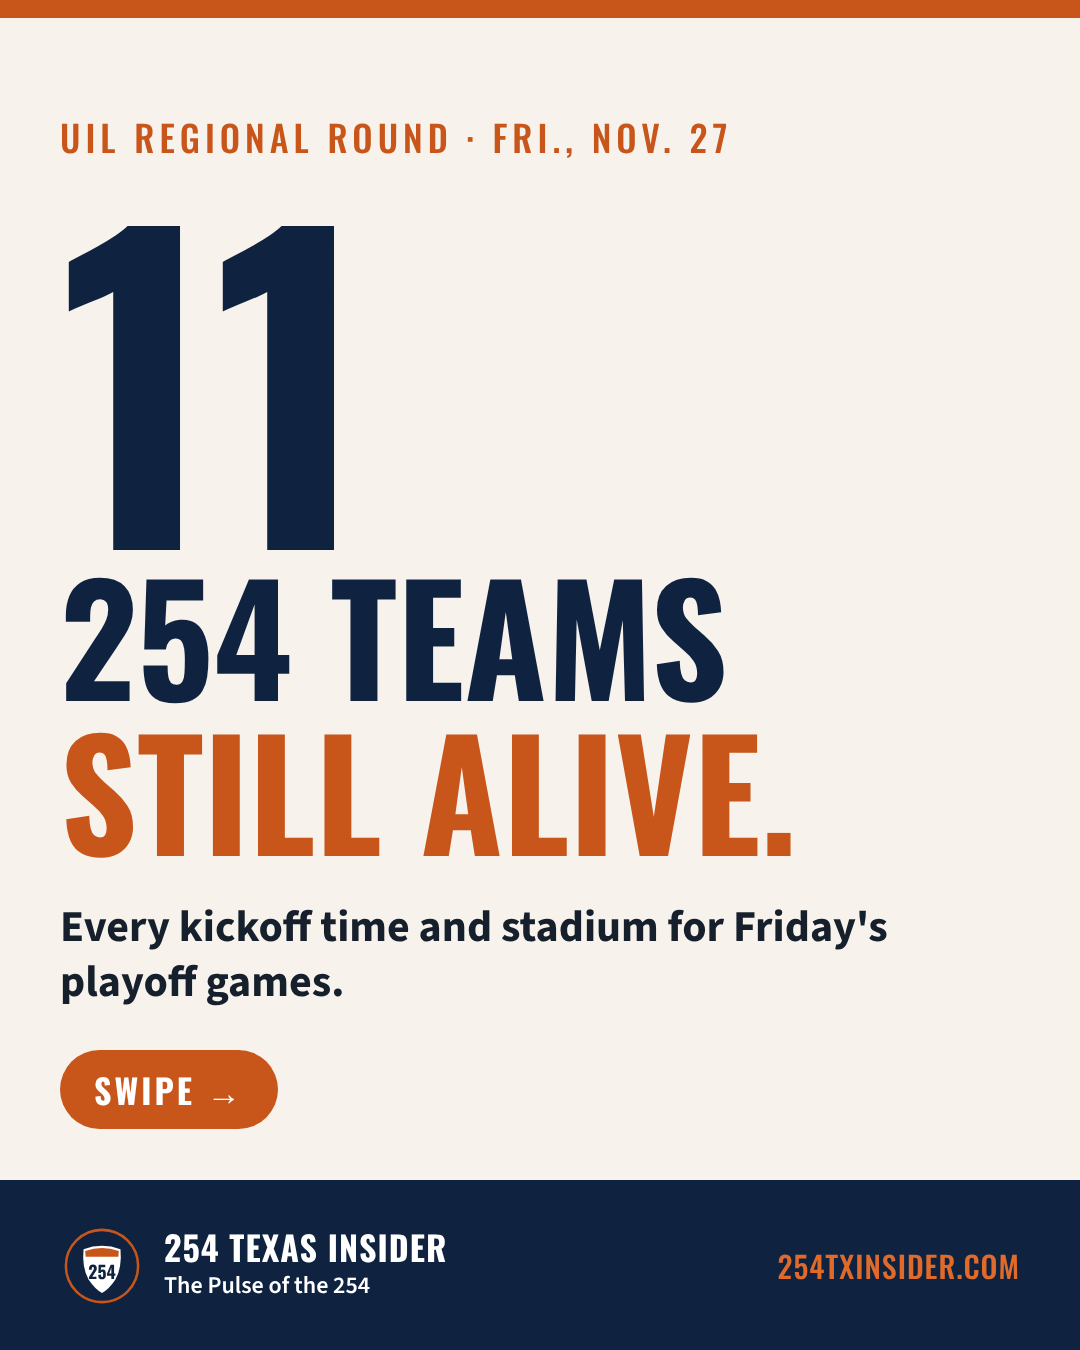 UIL REGIONAL ROUND · FRI., NOV. 27
11
254 TEAMS
STILL ALIVE.
Every kickoff time and stadium for Friday's
playoff games.
SWIPE →
254
254 TEXAS INSIDER
The Pulse of the 254
254TXINSIDER.COM